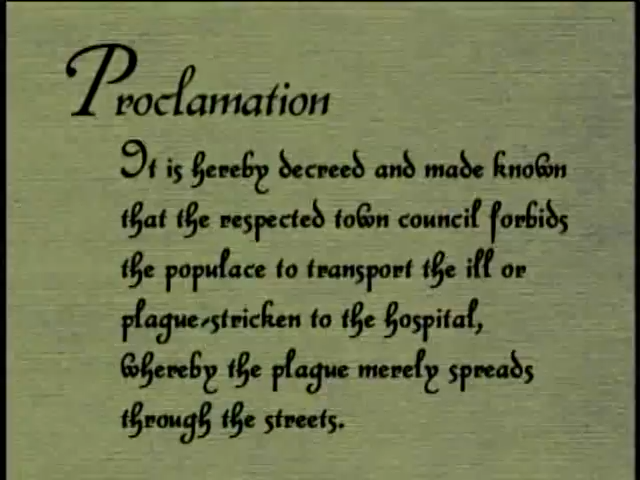 Proclamation
It is hereby decreed and made known
that the respected town council forbids
the populace to transport the ill or
plague-stricken to the hospital,
whereby the plague merely spreads
through the streets.